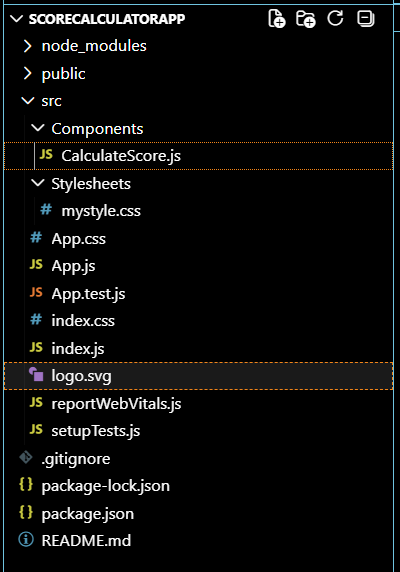 SCORECALCULATORAPP
node_modules
public
src
Components
JS CalculateScore.js
Stylesheets
# mystyle.css
# App.css
JS App.js
JS App.test.js
# index.css
JS index.js
logo.svg
JS reportWebVitals.js
JS setupTests.js
.gitignore
{} package-lock.json
{} package.json
README.md